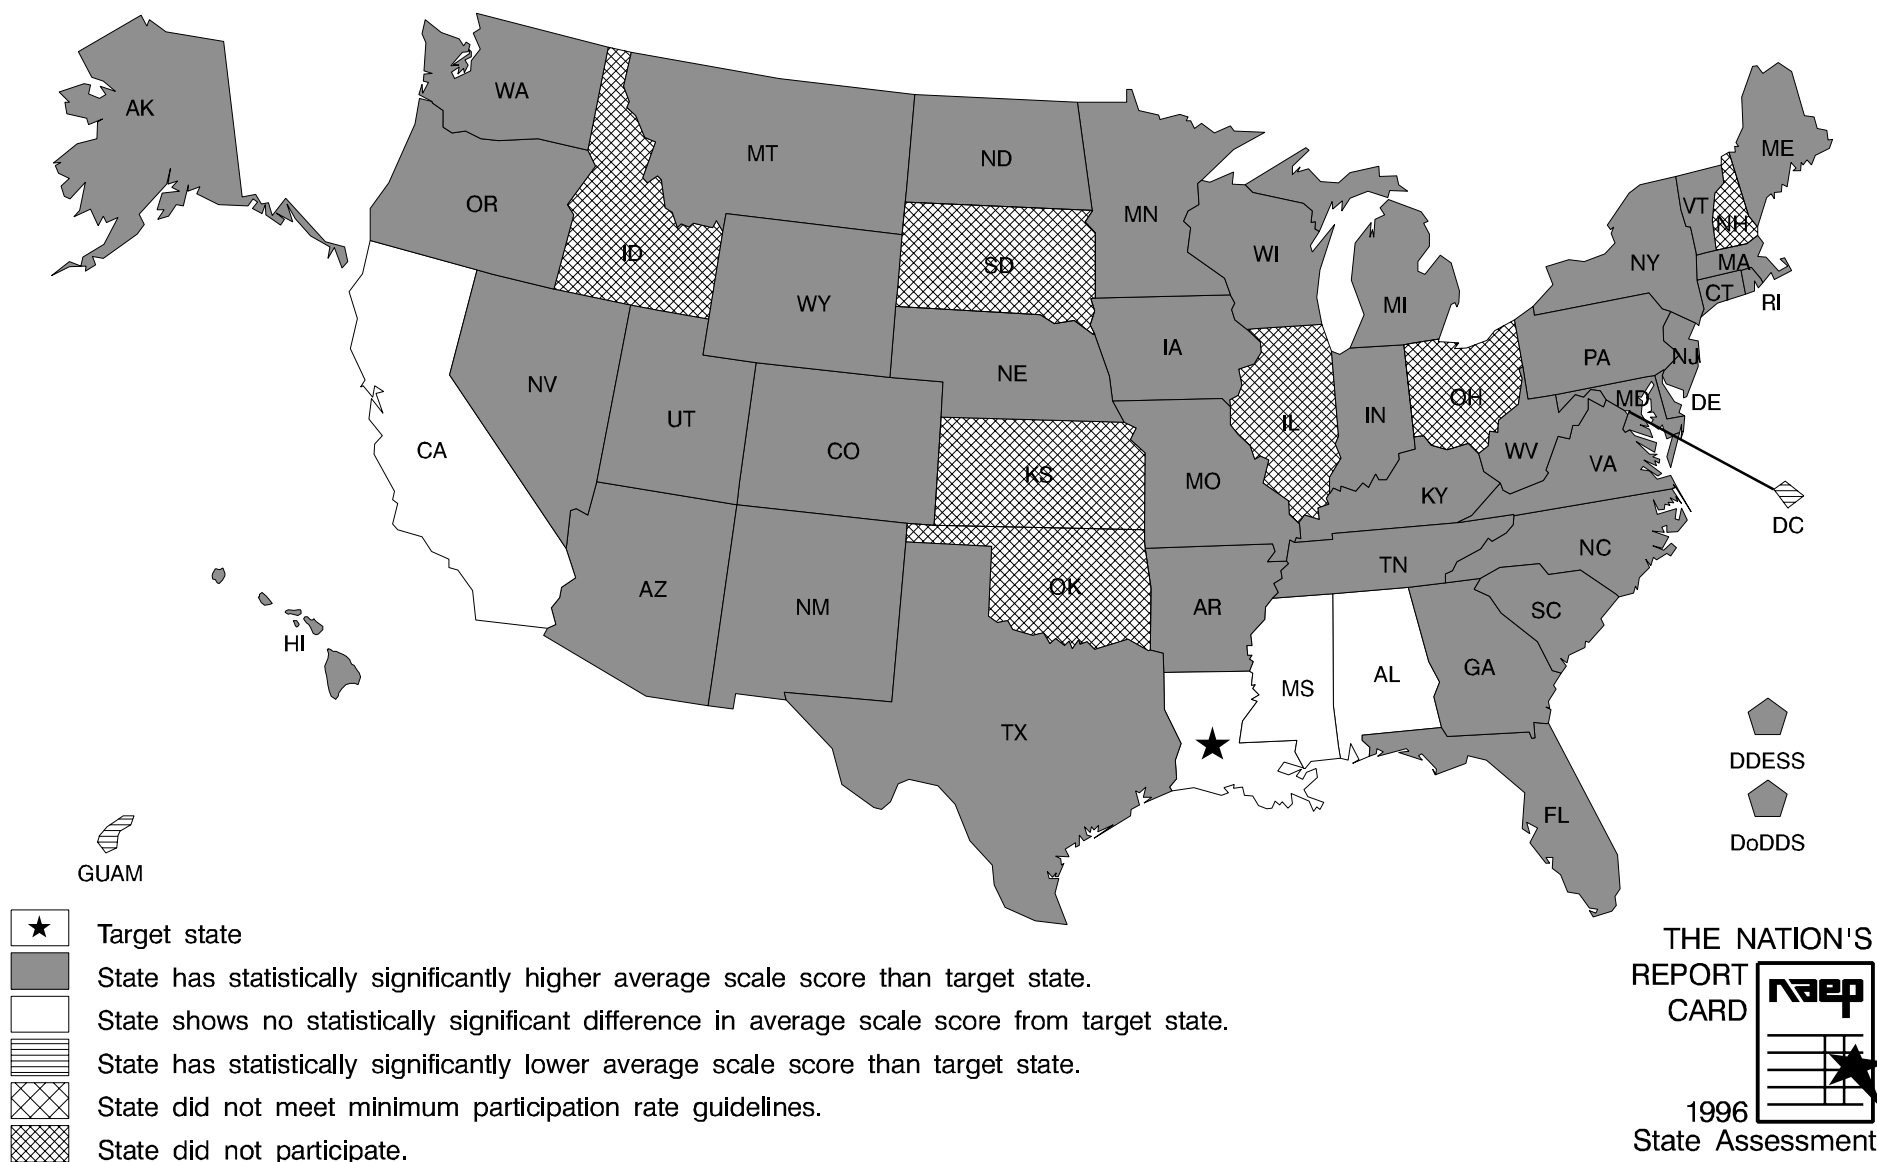 AK
WA
MT
ND
MN
ME
OR
ID
SD
WI
VT
NH
NY
MA
CT
RI
WY
MI
IA
PA
NJ
NV
NE
UT
CO
CA
IL
IN
OH
MD
DE
WV
VA
KS
MO
KY
DC
AZ
NM
OK
AR
TN
NC
SC
HI
TX
MS
AL
GA
FL
DDESS
DoDDS
GUAM
Target state
State has statistically significantly higher average scale score than target state.
State shows no statistically significant difference in average scale score from target state.
State has statistically significantly lower average scale score than target state.
State did not meet minimum participation rate guidelines.
State did not participate.
THE NATION'S
REPORT
CARD
naep
1996
State Assessment